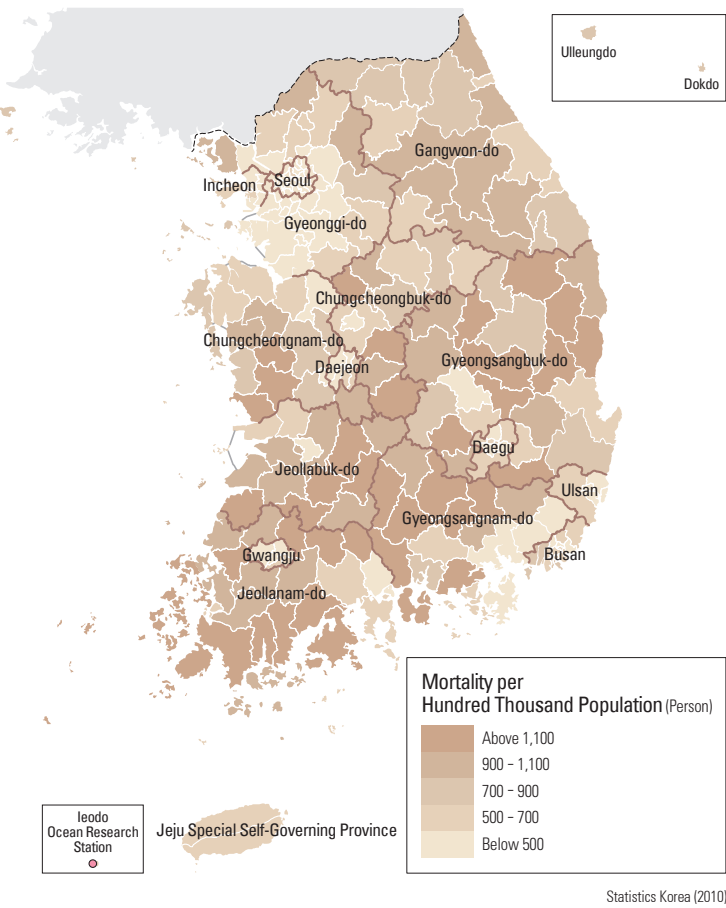 Ulleungdo
Dokdo
Gangwon-do
Incheon
Seoul
Gyeonggi-do
Chungcheongbuk-do
Chungcheongnam-do
Daejeon
Gyeongsangbuk-do
Daegu
Jeollabuk-do
Ulsan
Gyeongsangnam-do
Busan
Gwangju
Jeollanam-do
Mortality per
Hundred Thousand Population (Person)
Above 1,100
900 – 1,100
700 – 900
500 – 700
Below 500
Ieodo
Ocean Research
Station
Jeju Special Self-Governing Province
Statistics Korea (2010)